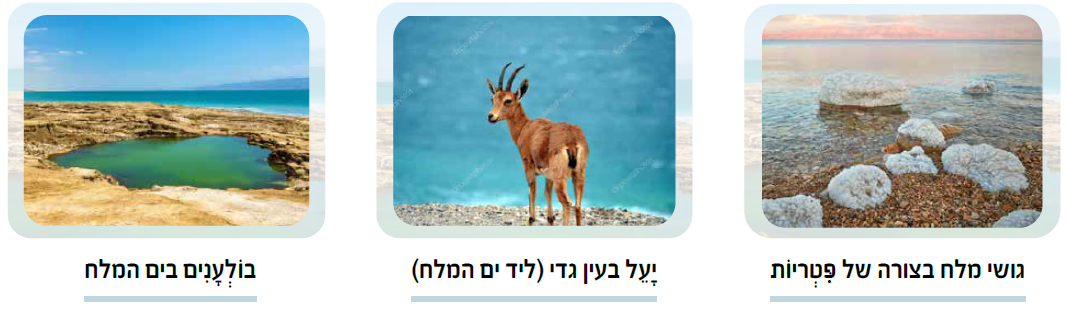 גושי מלח בצורה של פִּטְרִיּוֹת
יָעֵל בעין גדי (ליד ים המלח)
בּוֹלְעָנִים בים המלח